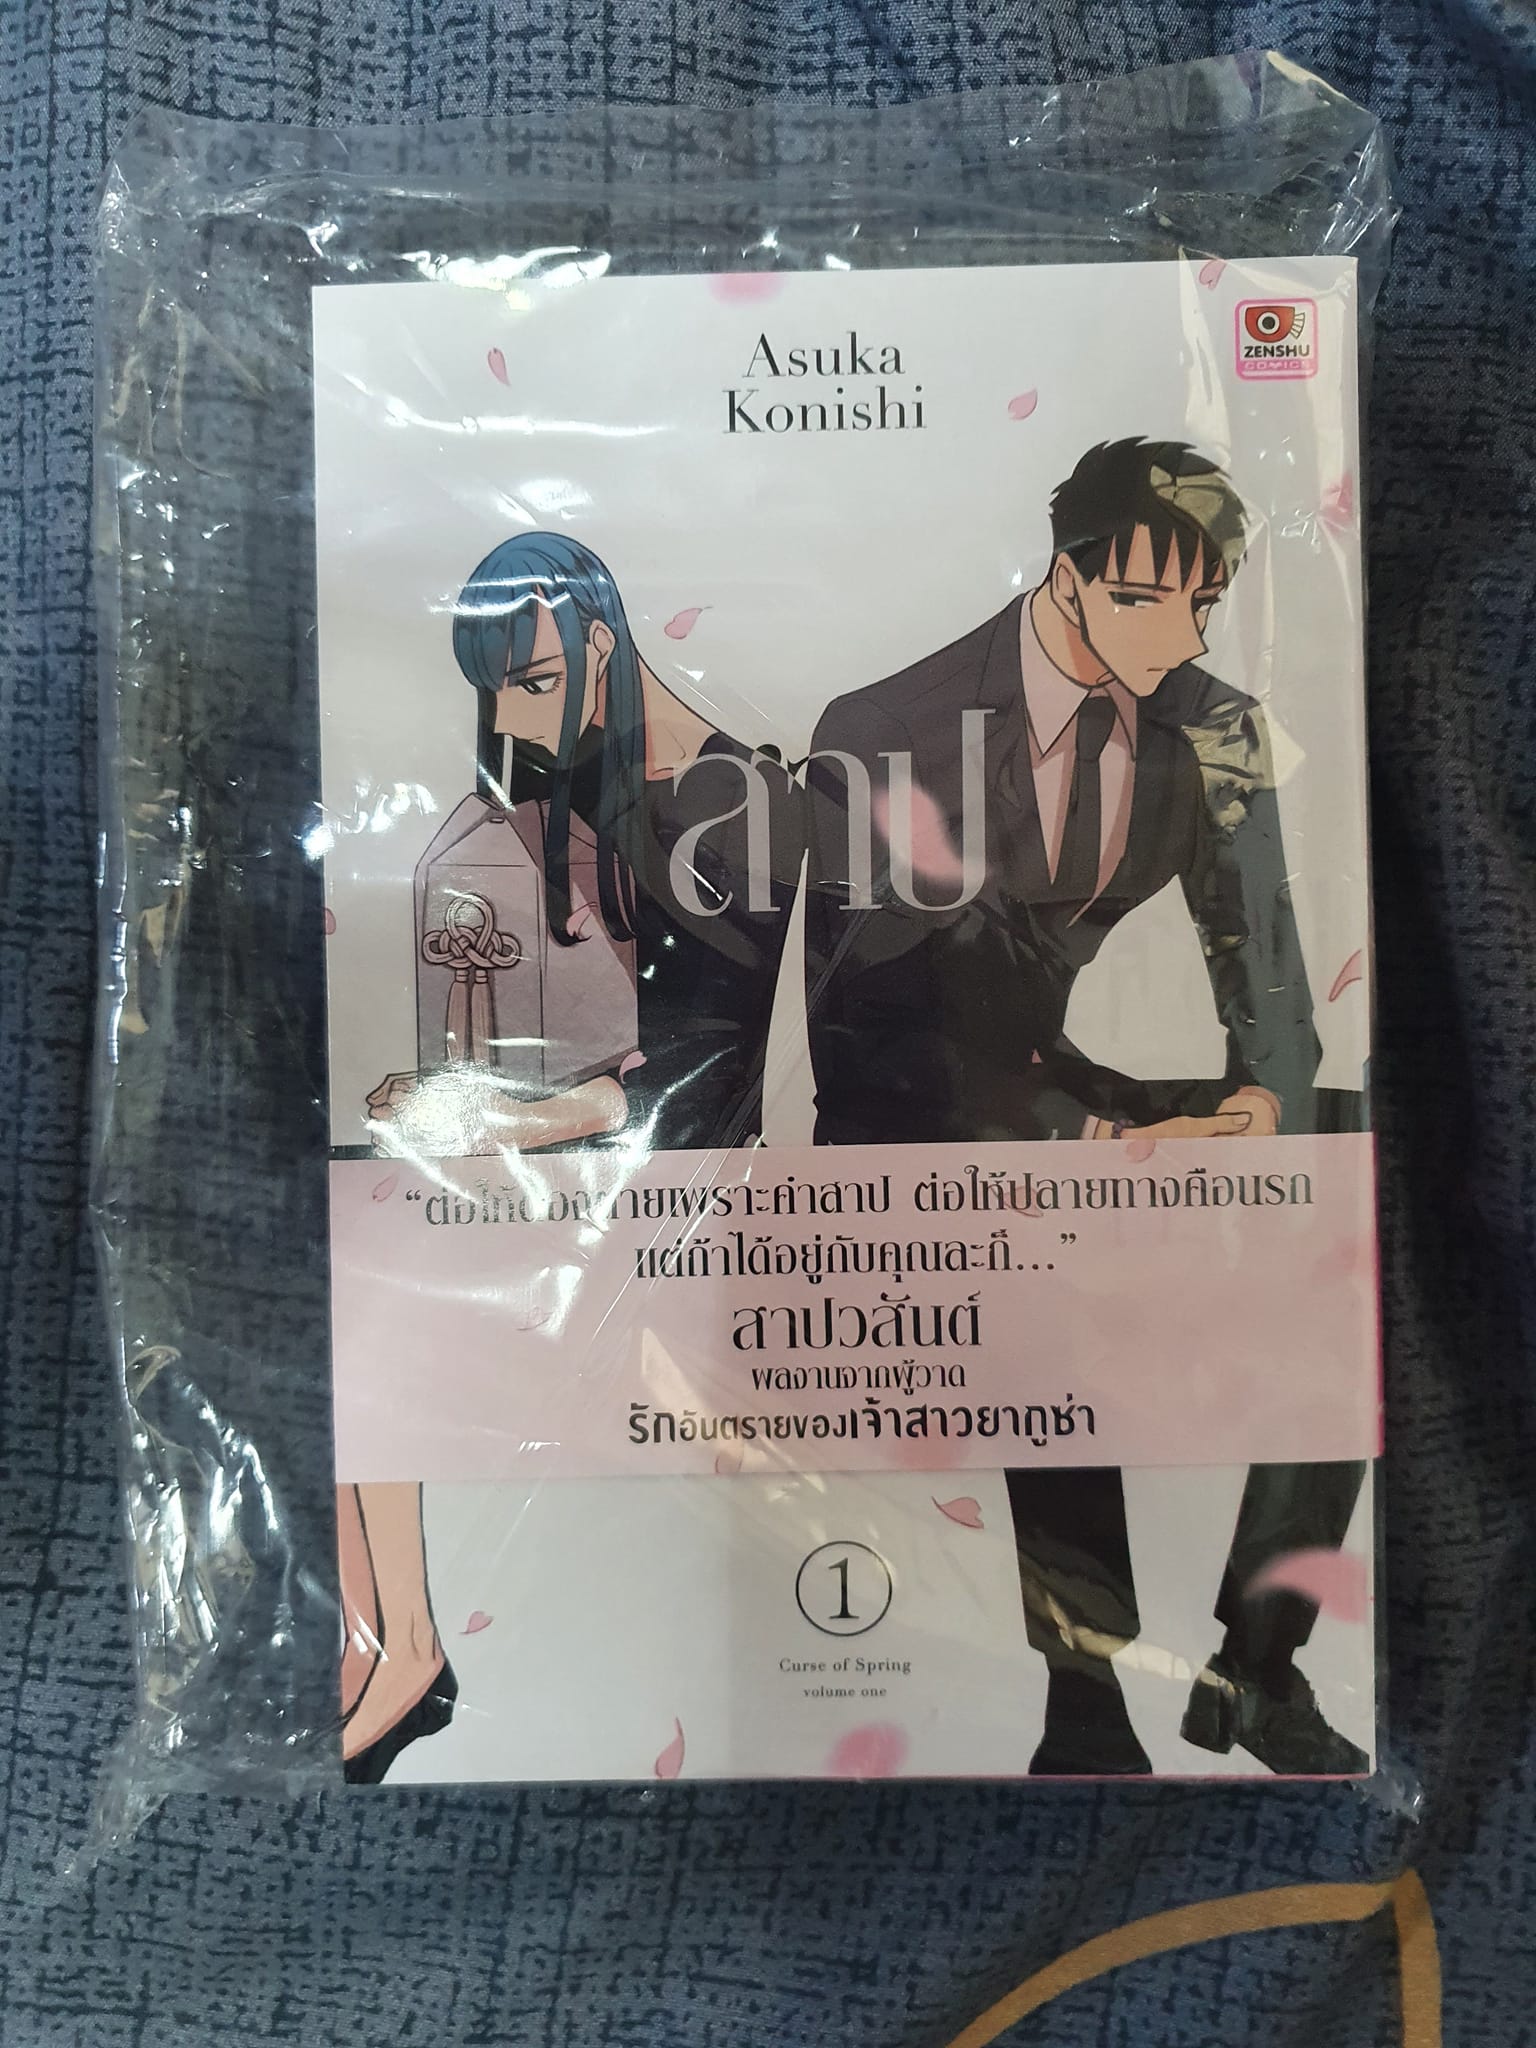 Asuka
Konishi
ZENSHU
COMICS
สาป
“ต่อให้ต้องตายเพราะคำสาป ต่อให้ปลายทางคือนรก
แต่ถ้าได้อยู่กับคุณละก็...”
สาปวสันต์
ผลงานจากผู้วาด
รักอันตรายของเจ้าสาวยากูซ่า
1
Curse of Spring
volume one